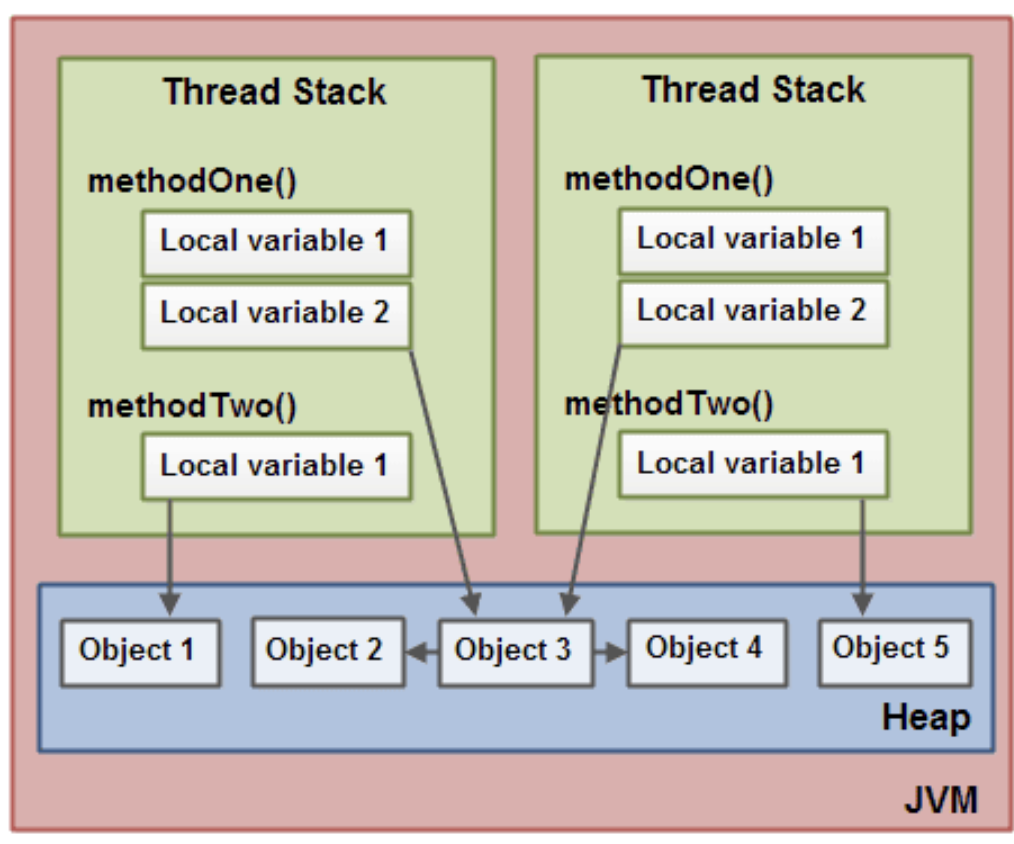 Thread Stack
methodOne()
Local variable 1
Local variable 2
methodTwo()
Local variable 1
Thread Stack
methodOne()
Local variable 1
Local variable 2
methodTwo()
Local variable 1
Object 1
Object 2
Object 3
Object 4
Object 5
Heap
JVM